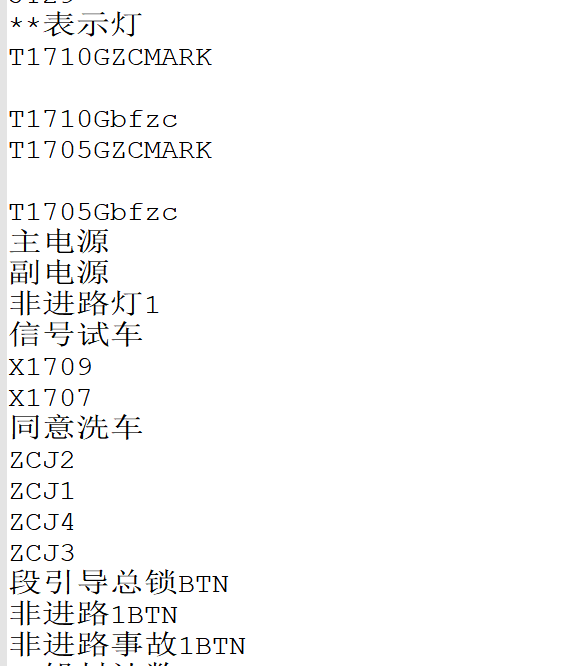 **表示灯
T1710GZCMARK
T1710Gbfzc
T1705GZCMARK
T1705Gbfzc
主电源
副电源
非进路灯1
信号试车
X1709
X1707
同意洗车
ZCJ2
ZCJ1
ZCJ4
ZCJ3
段引导总锁BTN
非进路1BTN
非进路事故1BTN